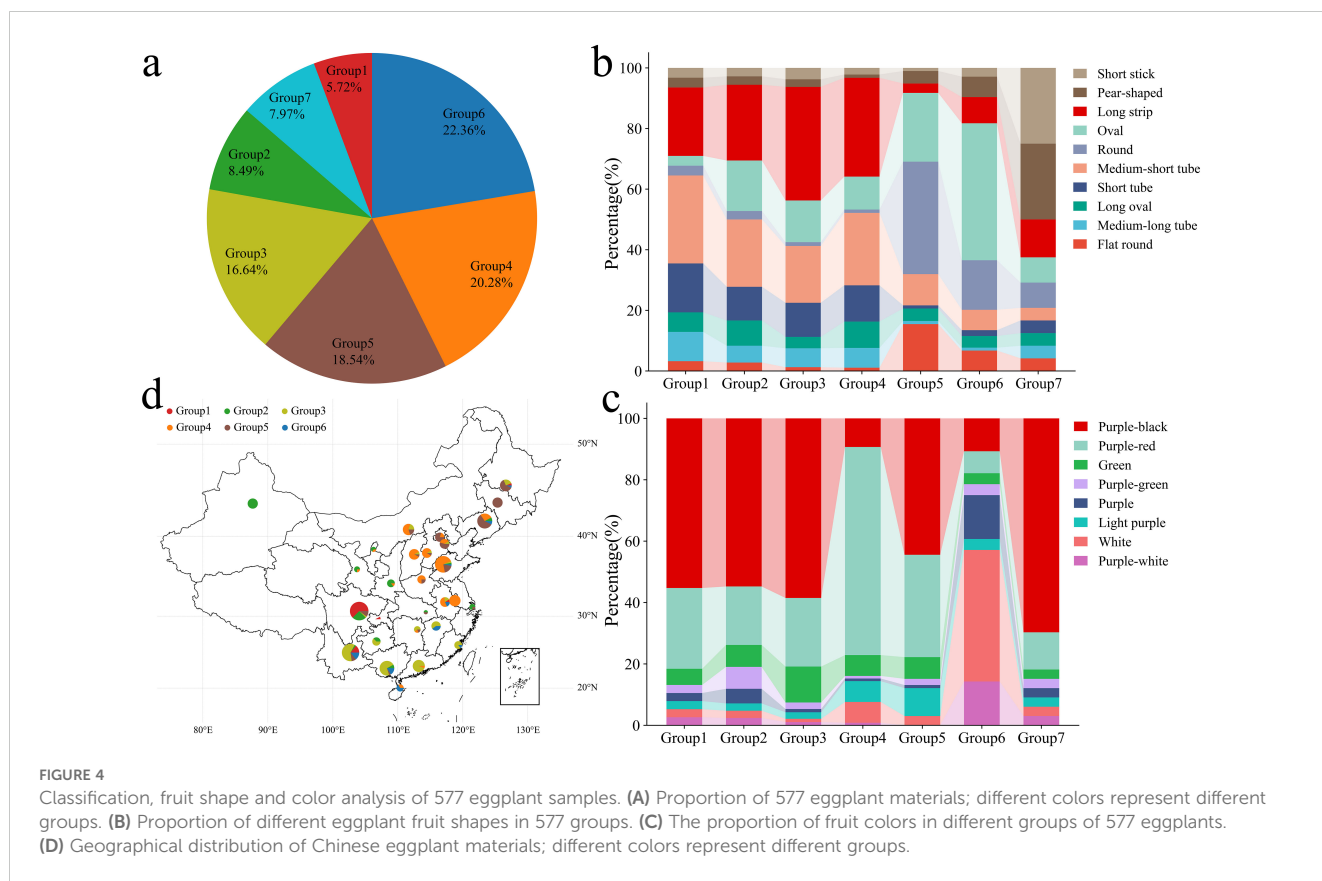 a
Group1
5.72%
Group7
7.97%
Group6
22.36%
Group2
8.49%
Group3
16.64%
Group4
20.28%
Group5
18.54%
b
Percentage(%)
100
80
60
40
20
0
Group1 Group2 Group3 Group4 Group5 Group6 Group7
Short stick
Pear-shaped
Long strip
Oval
Round
Medium-short tube
Short tube
Long oval
Medium-long tube
Flat round
d
Group1 Group2 Group3
Group4 Group5 Group6
50°N
40°N
30°N
20°N
80°E 90°E 100°E 110°E 120°E 130°E
c
Percentage(%)
100
80
60
40
20
0
Group1 Group2 Group3 Group4 Group5 Group6 Group7
Purple-black
Purple-red
Green
Purple-green
Purple
Light purple
White
Purple-white
FIGURE 4
Classification, fruit shape and color analysis of 577 eggplant samples. (A) Proportion of 577 eggplant materials; different colors represent different
groups. (B) Proportion of different eggplant fruit shapes in 577 groups. (C) The proportion of fruit colors in different groups of 577 eggplants.
(D) Geographical distribution of Chinese eggplant materials; different colors represent different groups.